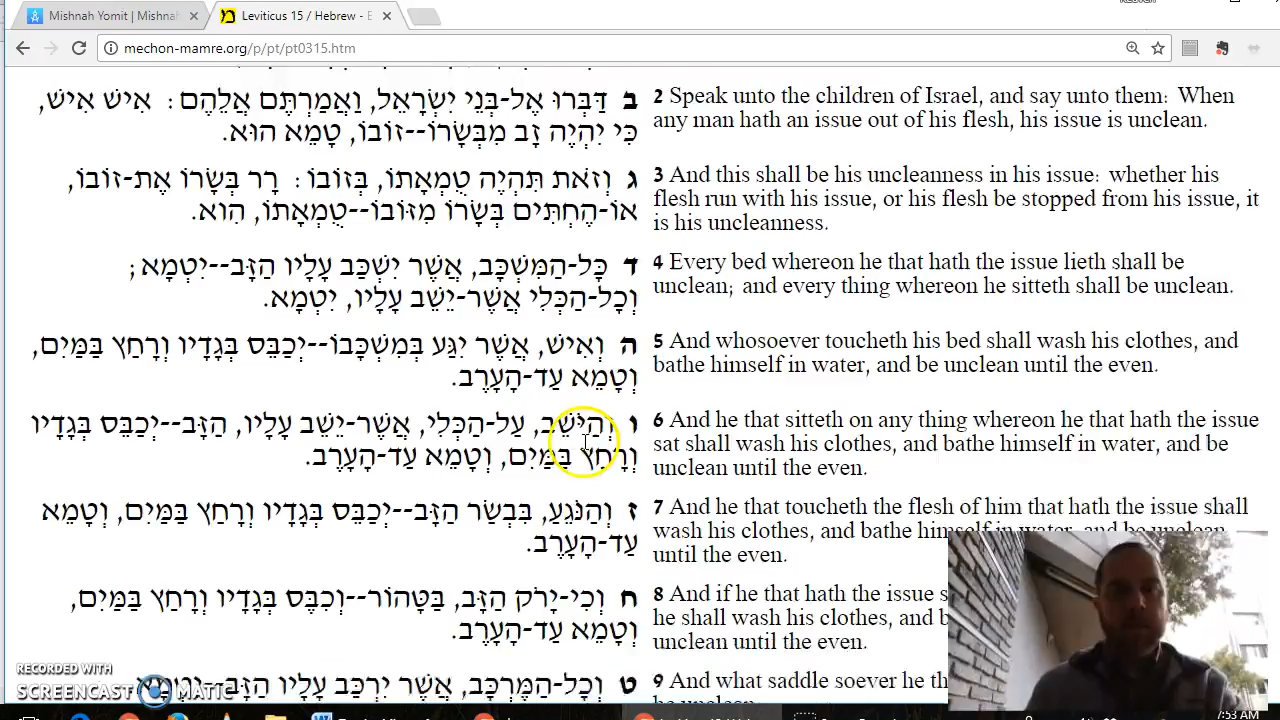 Mishnah Yomit | Mishnah
Leviticus 15 / Hebrew - E
mechon-mamre.org/p/pt/pt0315.htm
ב דַּבְּרוּ אֶל-בְּנֵי יִשְׂרָאֵל, וַאֲמַרְתֶּם אֲלֵהֶם: אִישׁ אִישׁ,
כִּי יִהְיֶה זָב מִבְּשָׂרוֹ--זוֹבוֹ, טָמֵא הוּא.
2 Speak unto the children of Israel, and say unto them: When
any man hath an issue out of his flesh, his issue is unclean.
ג וְזֹאת תִּהְיֶה טֻמְאָתוֹ, בְּזוֹבוֹ: רָר בְּשָׂרוֹ אֶת-זוֹבוֹ,
אוֹ-הֶחְתִּים בְּשָׂרוֹ מִזּוֹבוֹ--טֻמְאָתוֹ, הִוא.
3 And this shall be his uncleanness in his issue: whether his
flesh run with his issue, or his flesh be stopped from his issue, it
is his uncleanness.
ד כָּל-הַמִּשְׁכָּב, אֲשֶׁר יִשְׁכַּב עָלָיו הַזָּב--יִטְמָא;
וְכָל-הַכְּלִי אֲשֶׁר-יֵשֵׁב עָלָיו, יִטְמָא.
4 Every bed whereon he that hath the issue lieth shall be
unclean; and every thing whereon he sitteth shall be unclean.
ה וְאִישׁ, אֲשֶׁר יִגַּע בְּמִשְׁכָּבוֹ--יְכַבֵּס בְּגָדָיו וְרָחַץ בַּמַּיִם,
וְטָמֵא עַד-הָעָרֶב.
5 And whosoever toucheth his bed shall wash his clothes, and
bathe himself in water, and be unclean until the even.
ו וְהַיֹּשֵׁב, עַל-הַכְּלִי, אֲשֶׁר-יֵשֵׁב עָלָיו, הַזָּב--יְכַבֵּס בְּגָדָיו
וְרָחַץ בַּמַּיִם, וְטָמֵא עַד-הָעָרֶב.
6 And he that sitteth on any thing whereon he that hath the issue
sat shall wash his clothes, and bathe himself in water, and be
unclean until the even.
ז וְהַנֹּגֵעַ, בִּבְשַׂר הַזָּב--יְכַבֵּס בְּגָדָיו וְרָחַץ בַּמַּיִם, וְטָמֵא
עַד-הָעָרֶב.
7 And he that toucheth the flesh of him that hath the issue shall
wash his clothes, and bathe himself in water, and be unclean
until the even.
ח וְכִי-יָרֹק הַזָּב, בַּטָּהוֹר--וְכִבֶּס בְּגָדָיו וְרָחַץ בַּמַּיִם,
וְטָמֵא עַד-הָעָרֶב.
8 And if he that hath the issue s
he shall wash his clothes, and b
unclean until the even.
ט וְכָל-הַמֶּרְכָּב, אֲשֶׁר יִרְכַּב עָלָיו הַזָּב--יִטְמָא
9 And what saddle soever he th
RECORDED WITH
SCREENCAST MATIC
7:53 AM